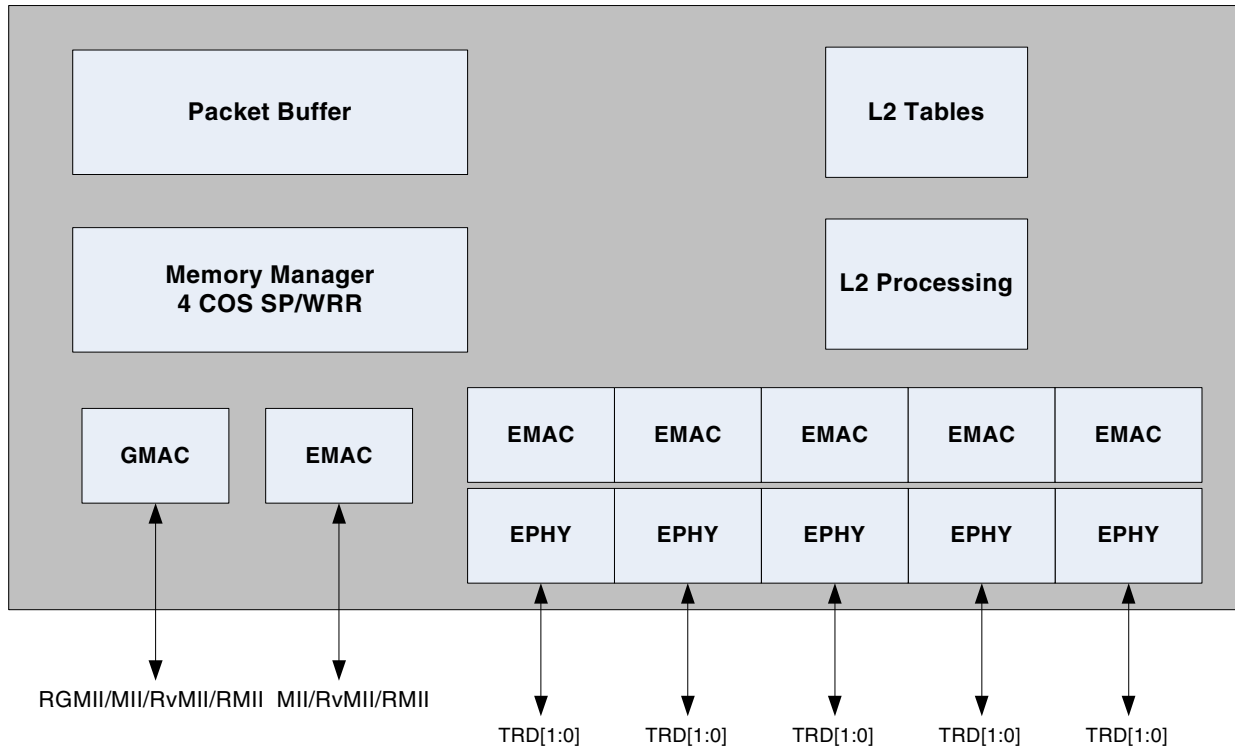 Packet Buffer
L2 Tables
Memory Manager
4 COS SP/WRR
L2 Processing
GMAC
EMAC
EMAC
EMAC
EMAC
EMAC
EMAC
EPHY
EPHY
EPHY
EPHY
EPHY
RGMII/MII/RvMII/RMII
MII/RvMII/RMII
TRD[1:0]
TRD[1:0]
TRD[1:0]
TRD[1:0]
TRD[1:0]